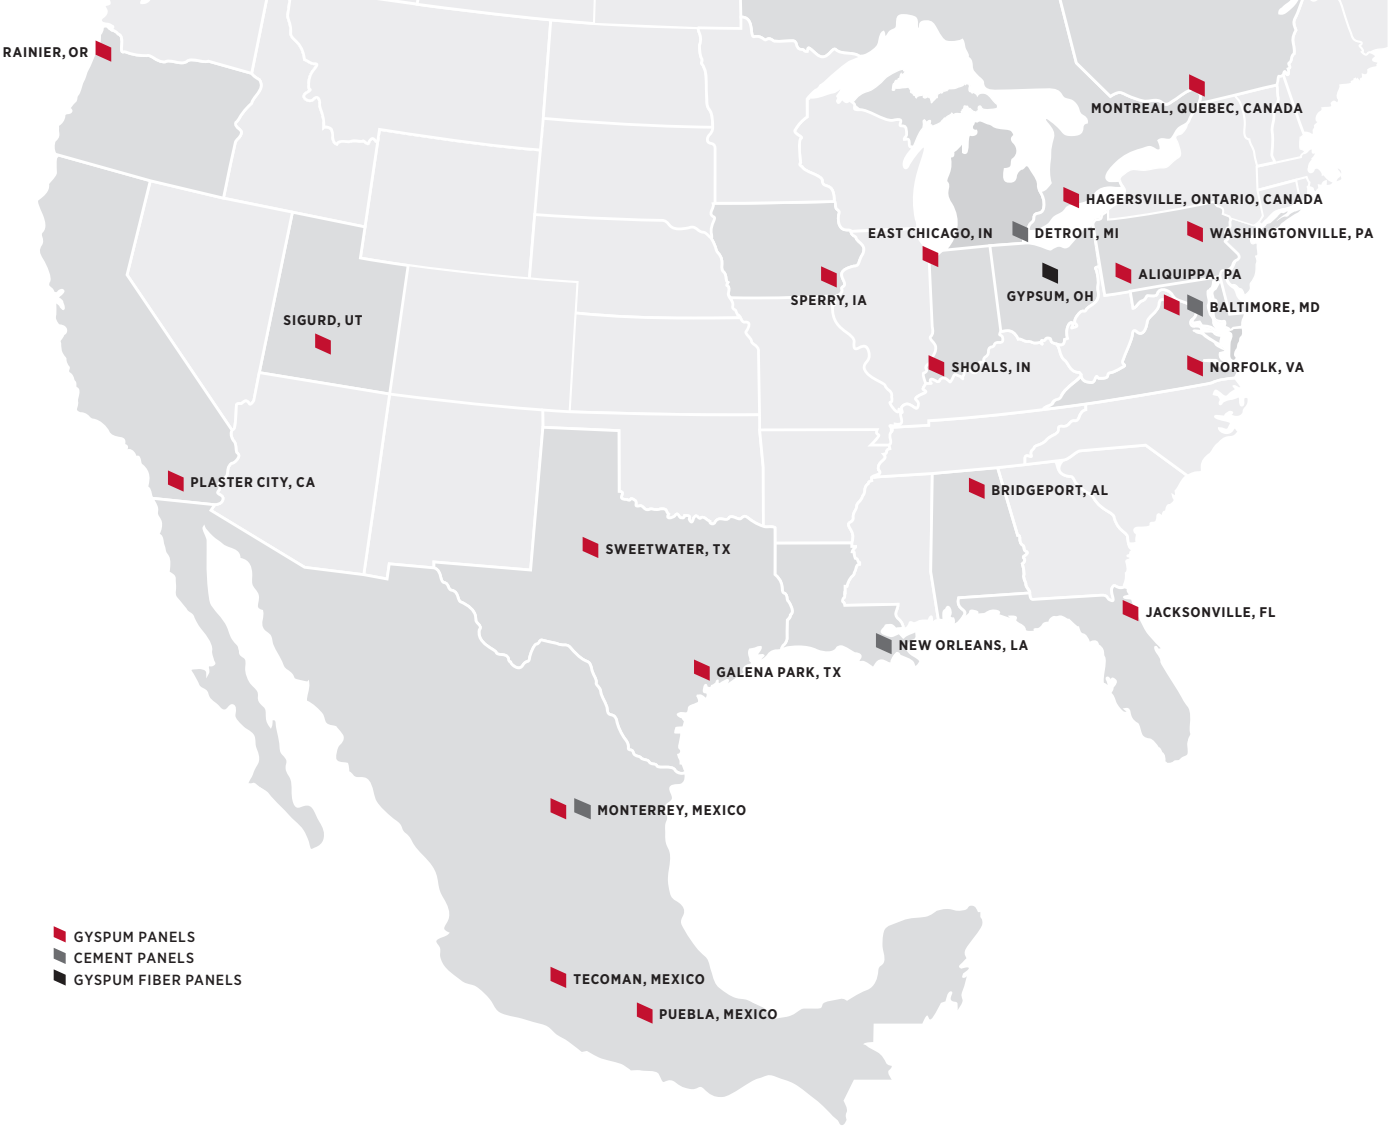 RAINIER, OR
MONTREAL, QUEBEC, CANADA
HAGERSVILLE, ONTARIO, CANADA
EAST CHICAGO, IN
DETROIT, MI
WASHINGTONVILLE, PA
ALIQUIPPA, PA
SPERRY, IA
GYPSUM, OH
BALTIMORE, MD
SIGURD, UT
SHOALS, IN
NORFOLK, VA
PLASTER CITY, CA
BRIDGEPORT, AL
SWEETWATER, TX
JACKSONVILLE, FL
NEW ORLEANS, LA
GALENA PARK, TX
MONTERREY, MEXICO
GYSPUM PANELS
CEMENT PANELS
GYSPUM FIBER PANELS
TECOMAN, MEXICO
PUEBLA, MEXICO